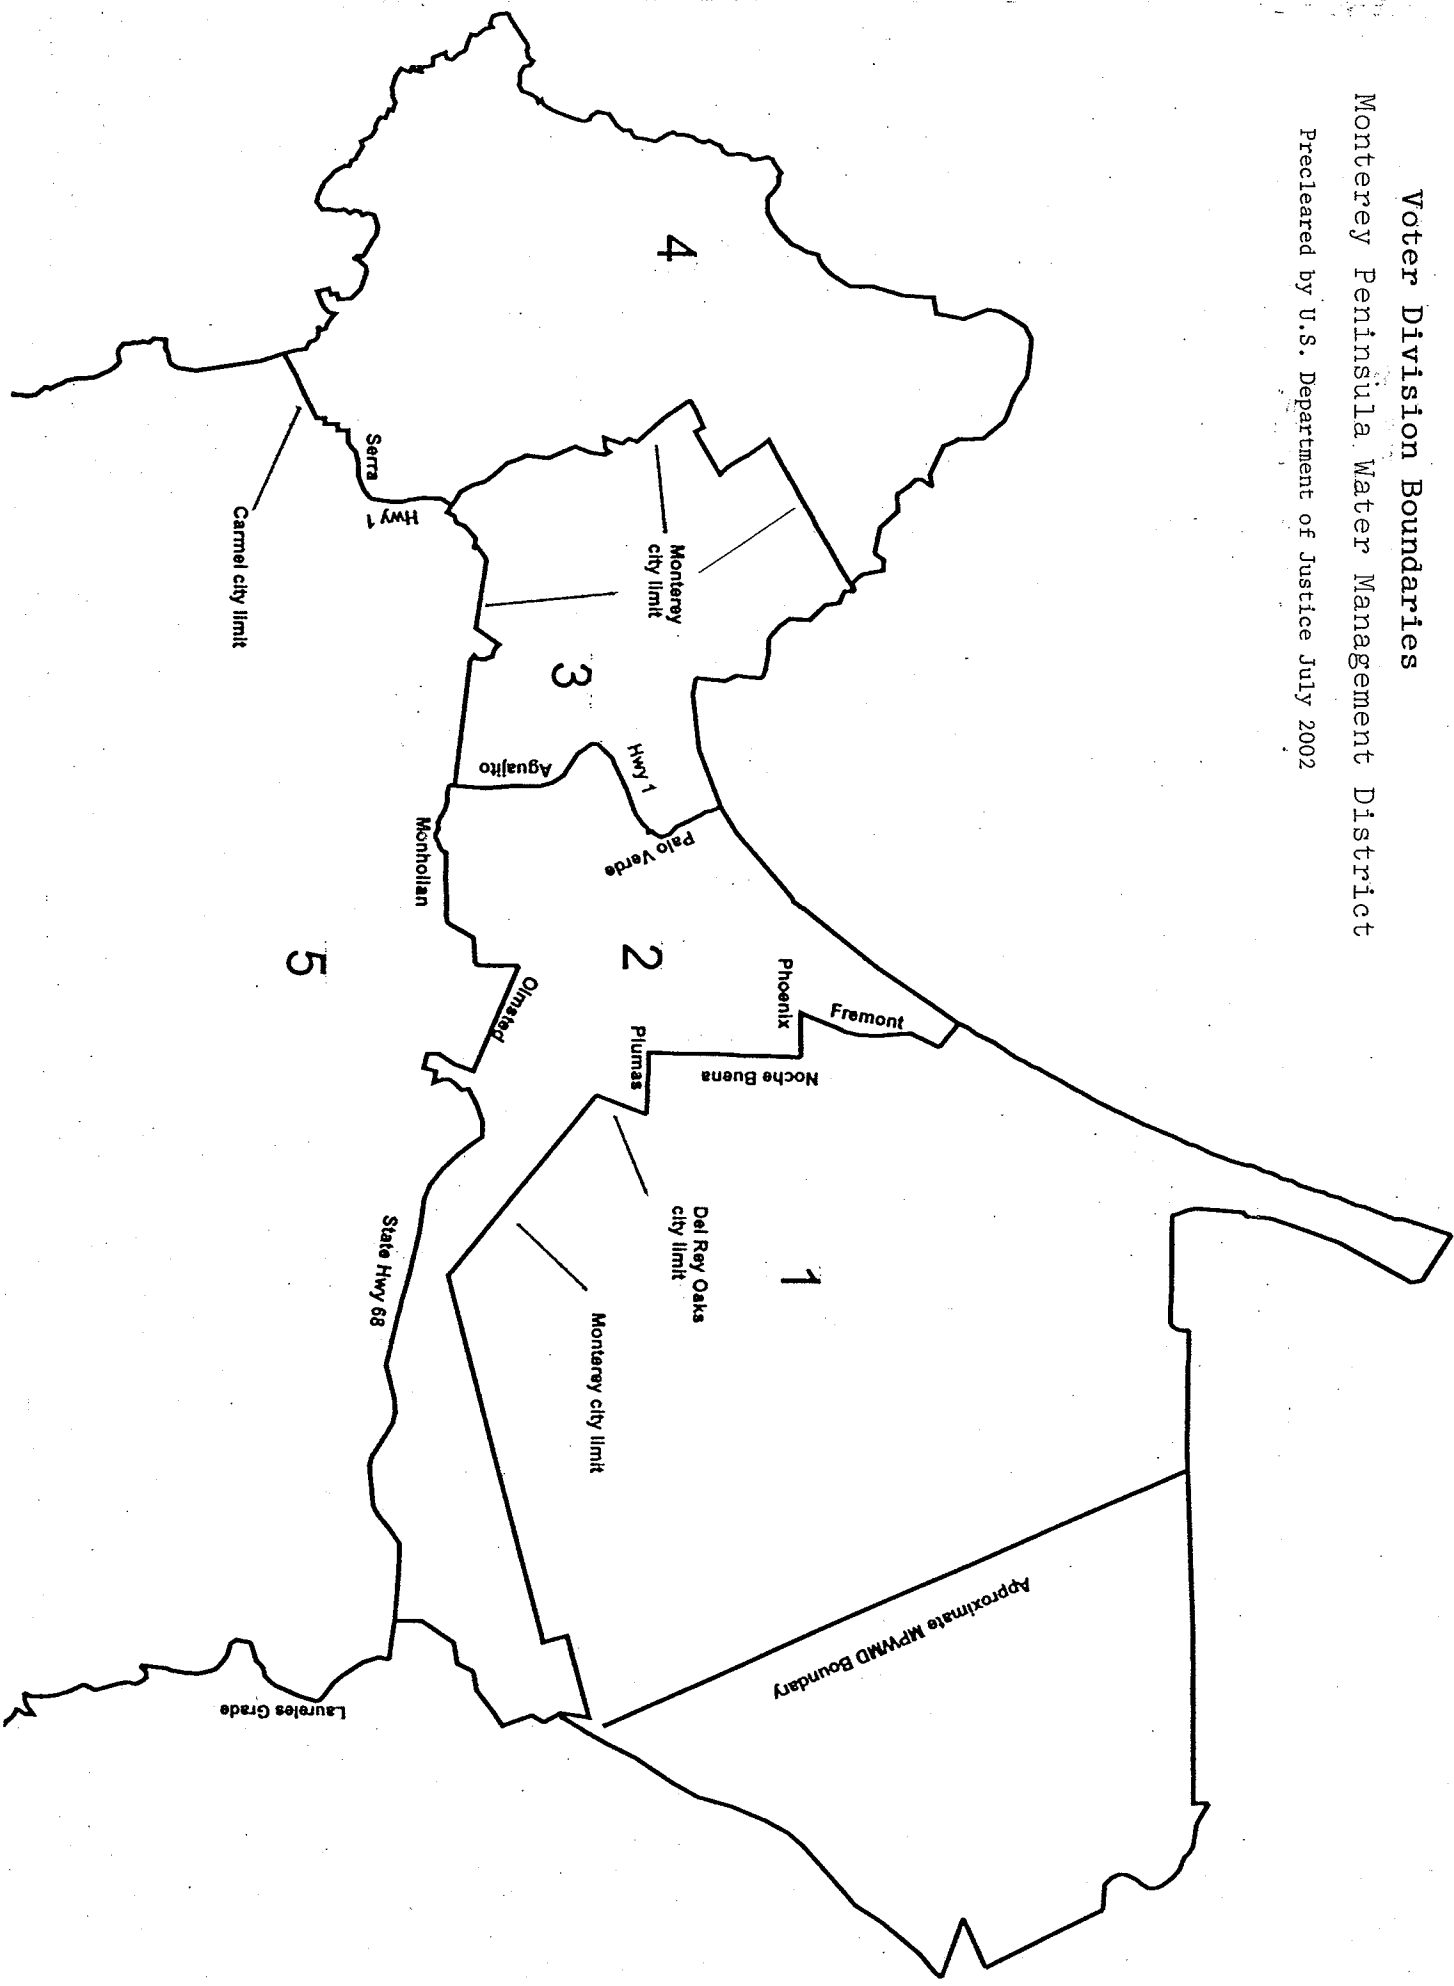 Voter Division Boundaries
Monterey Peninsula Water Management District
Precleared by U.S. Department of Justice July 2002
4
Monterey
city limit
Serra
Hwy 1
Carmel city limit
3
Hwy 1
Aguajito
Palo Verde
Monhollan
2
5
Olmsted
Phoenix
Fremont
Plumas
Noche Buena
Del Rey Oaks
city limit
1
Monterey city limit
State Hwy 68
Approximate MPWMD Boundary
Laureles Grade